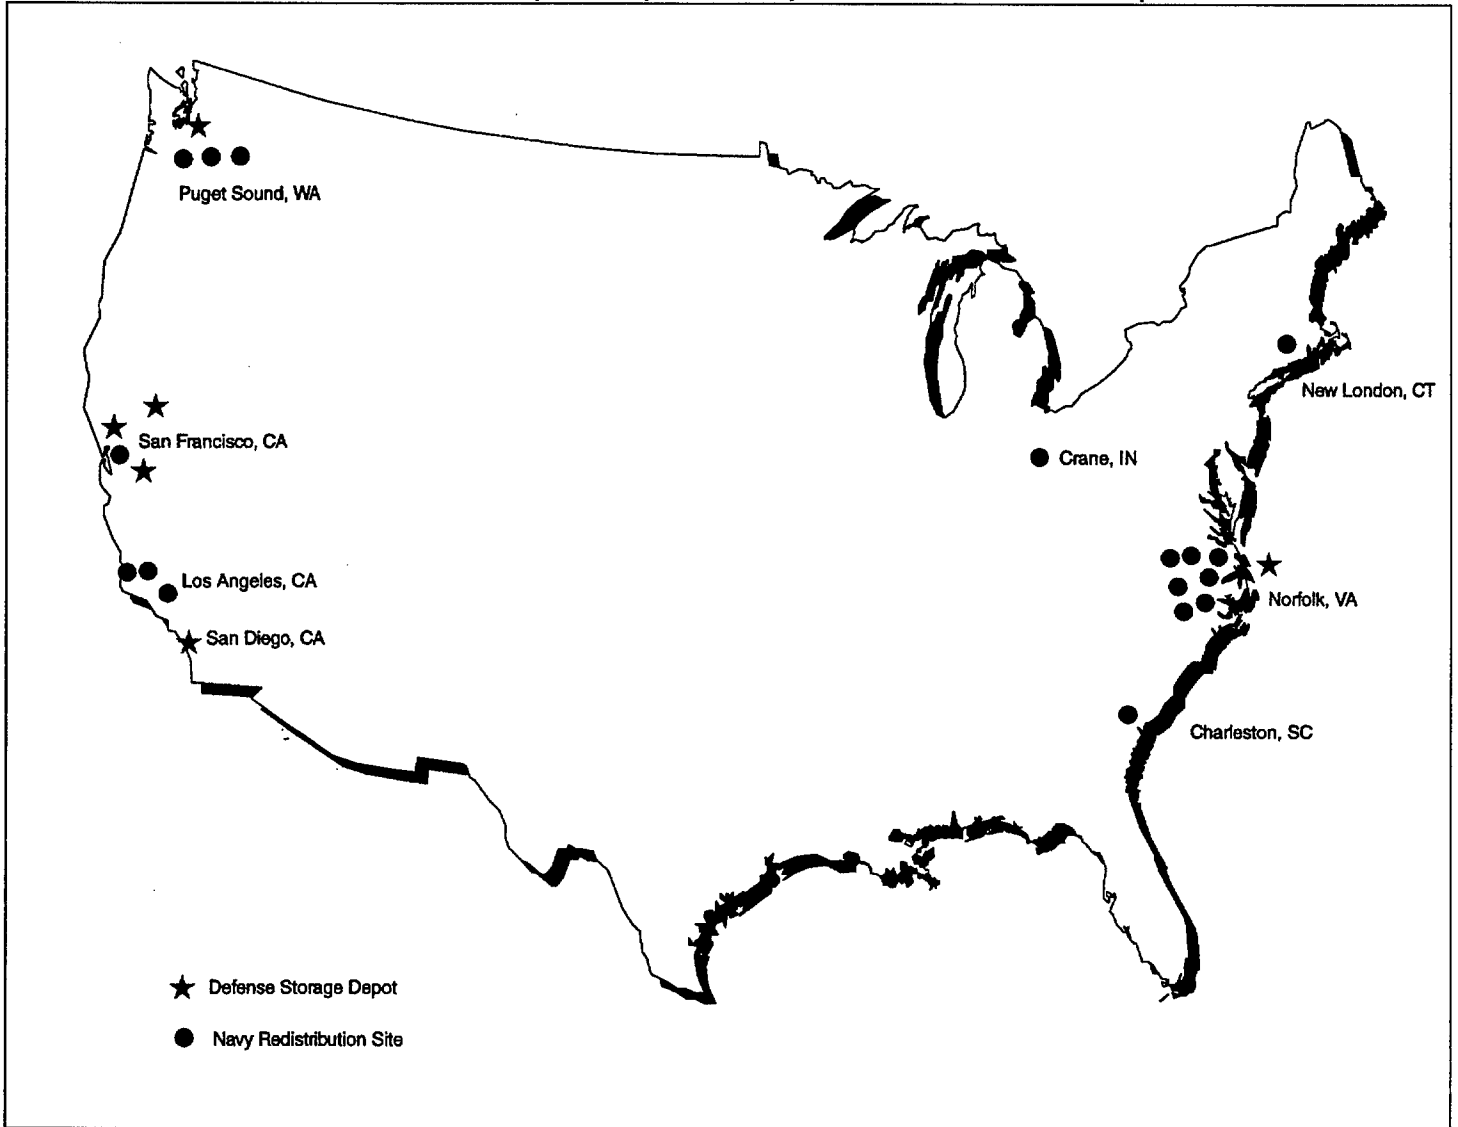 Puget Sound, WA
New London, CT
San Francisco, CA
Crane, IN
Los Angeles, CA
Norfolk, VA
San Diego, CA
Charleston, SC
Defense Storage Depot
Navy Redistribution Site